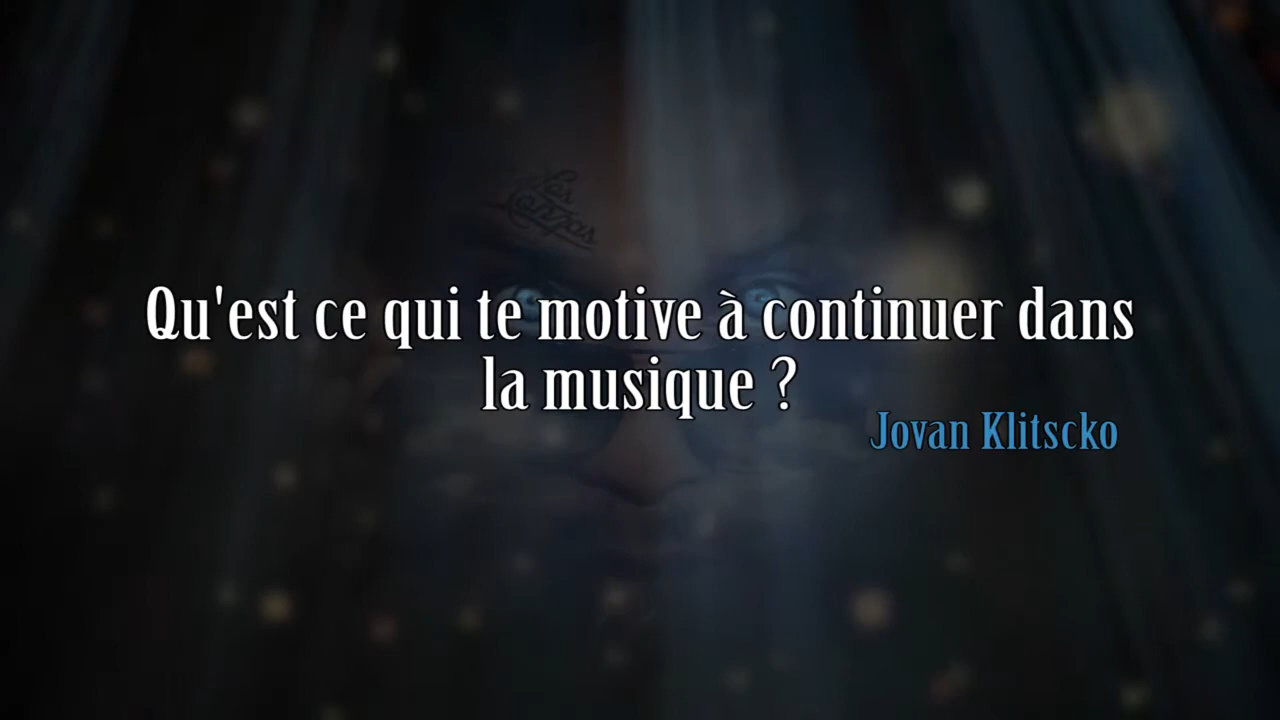 Qu'est ce qui te motive à continuer dans
la musique ?
Jovan Klitscko